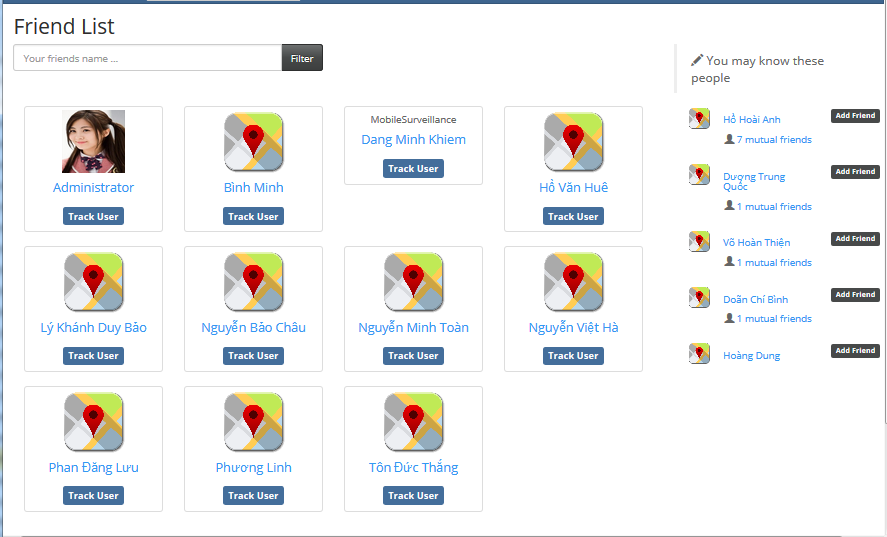 Friend List
Your friends name ...
Filter
Administrator
Track User
Bình Minh
Track User
MobileSurveillance
Dang Minh Khiem
Track User
Hồ Văn Huê
Track User
Lý Khánh Duy Bảo
Track User
Nguyễn Bảo Châu
Track User
Nguyễn Minh Toàn
Track User
Nguyễn Việt Hà
Track User
Phan Đăng Lưu
Track User
Phương Linh
Track User
Tôn Đức Thắng
Track User
You may know these
people
Hồ Hoài Anh
Add Friend
7 mutual friends
Dương Trung
Quốc
Add Friend
1 mutual friends
Võ Hoàn Thiện
Add Friend
1 mutual friends
Doãn Chí Bình
Add Friend
1 mutual friends
Hoàng Dung
Add Friend